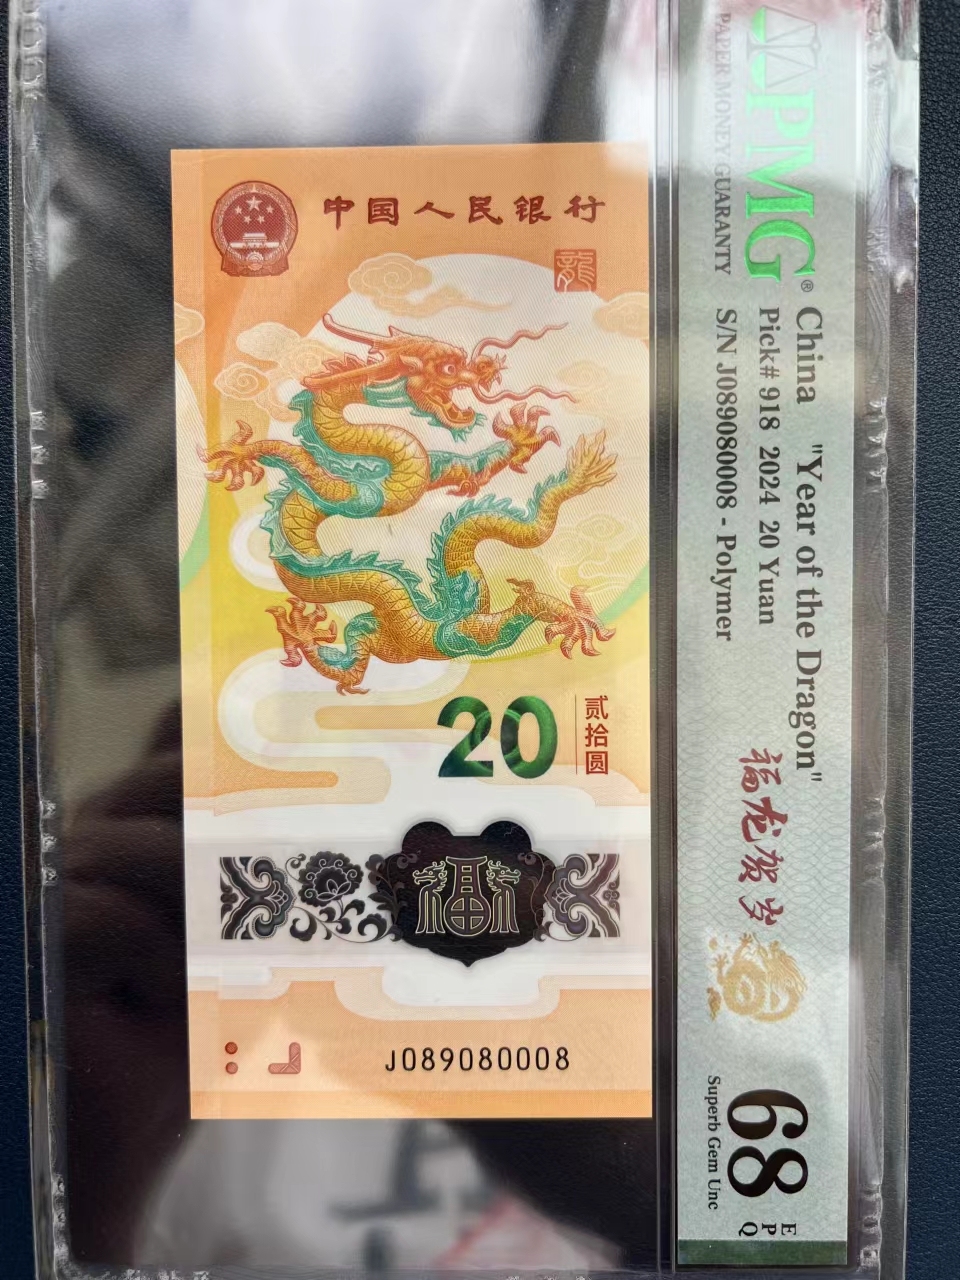 中国人民银行
龍
20
贰拾圆
福
J089080008
PMG®
PAPER MONEY GUARANTY
China "Year of the Dragon"
Pick# 918 2024 20 Yuan
S/N J089080008 - Polymer
福龙贺岁
68
EPQ
Superb Gem Unc